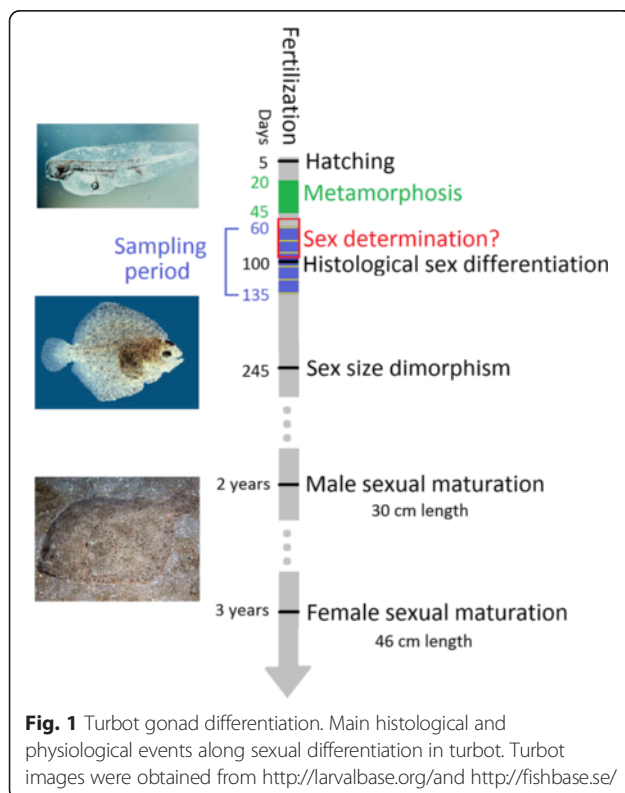 Fertilization
Days
5 Hatching
20
Metamorphosis
45
60
Sex determination?
Sampling
period
100 Histological sex differentiation
135
245 Sex size dimorphism
2 years Male sexual maturation
30 cm length
3 years Female sexual maturation
46 cm length
Fig. 1 Turbot gonad differentiation. Main histological and
physiological events along sexual differentiation in turbot. Turbot
images were obtained from http://larvalbase.org/and http://fishbase.se/